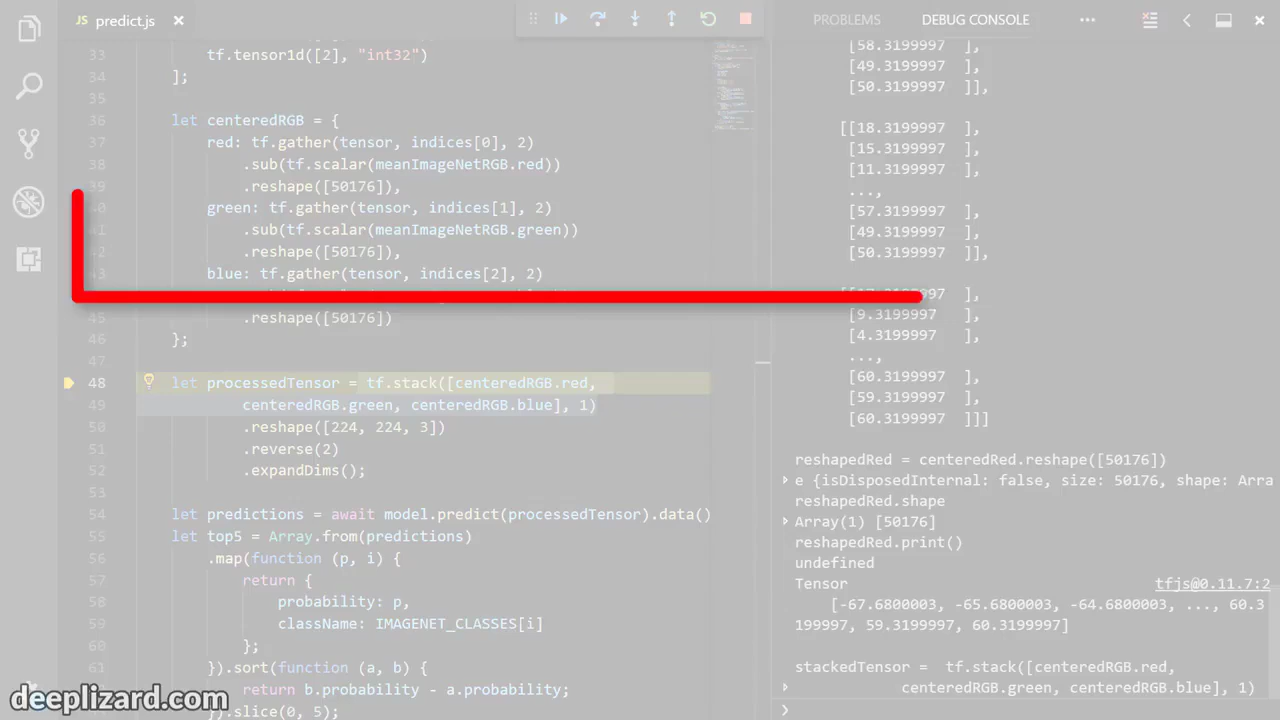 JS predict.js ×
PROBLEMS DEBUG CONSOLE ...
33 tf.tensor1d([2], "int32")
34 ];
35
36 let centeredRGB = {
37 red: tf.gather(tensor, indices[0], 2)
38 .sub(tf.scalar(meanImageNetRGB.red))
39 .reshape([50176]),
40 green: tf.gather(tensor, indices[1], 2)
41 .sub(tf.scalar(meanImageNetRGB.green))
42 .reshape([50176]),
43 blue: tf.gather(tensor, indices[2], 2)
45 .reshape([50176])
46 };
47
48 let processedTensor = tf.stack([centeredRGB.red,
49 centeredRGB.green, centeredRGB.blue], 1)
50 .reshape([224, 224, 3])
51 .reverse(2)
52 .expandDims();
53
54 let predictions = await model.predict(processedTensor).data()
55 let top5 = Array.from(predictions)
56 .map(function (p, i) {
57 return {
58 probability: p,
59 className: IMAGENET_CLASSES[i]
60 };
61 }).sort(function (a, b) {
return b.probability - a.probability;
}).slice(0, 5);
[58.3199997 ],
[49.3199997 ],
[50.3199997 ]],
[[18.3199997 ],
[15.3199997 ],
[11.3199997 ],
...,
[57.3199997 ],
[49.3199997 ],
[50.3199997 ]],
],
[9.3199997 ],
[4.3199997 ],
...,
[60.3199997 ],
[59.3199997 ],
[60.3199997 ]]]
reshapedRed = centeredRed.reshape([50176])
e {isDisposedInternal: false, size: 50176, shape: Arra
reshapedRed.shape
Array(1) [50176]
reshapedRed.print()
undefined
Tensor tfjs@0.11.7:2
[-67.6800003, -65.6800003, -64.6800003, ..., 60.3
199997, 59.3199997, 60.3199997]
stackedTensor = tf.stack([centeredRGB.red,
centeredRGB.green, centeredRGB.blue], 1)
deeplizard.com